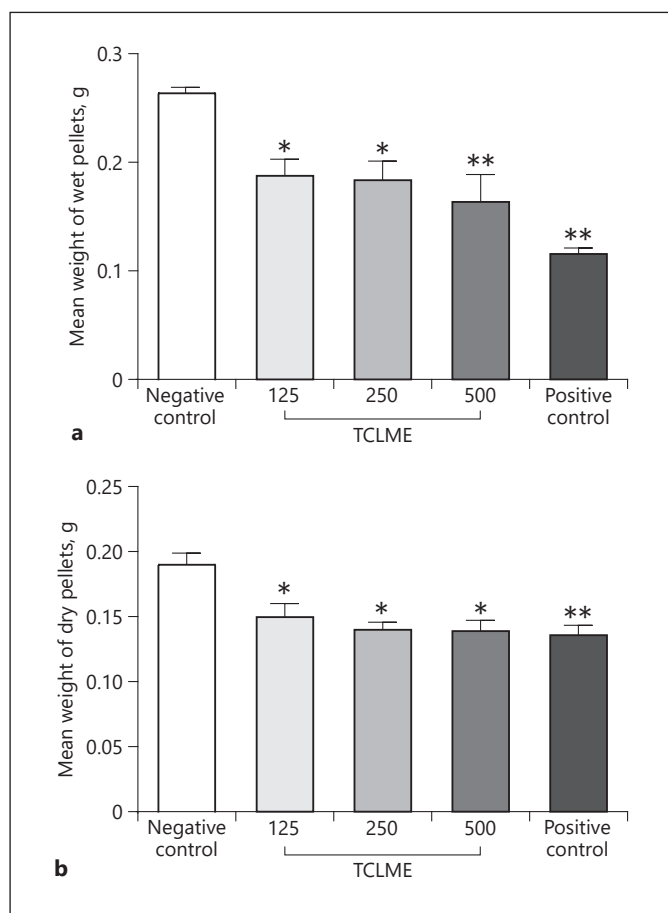 Mean weight of wet pellets, g
0.3
0.2
0.1
0
*
*
**
**
Negative control
125
250
500
Positive control
TCLME
a
Mean weight of dry pellets, g
0.25
0.20
0.15
0.10
0.05
0
*
*
*
**
Negative control
125
250
500
Positive control
TCLME
b